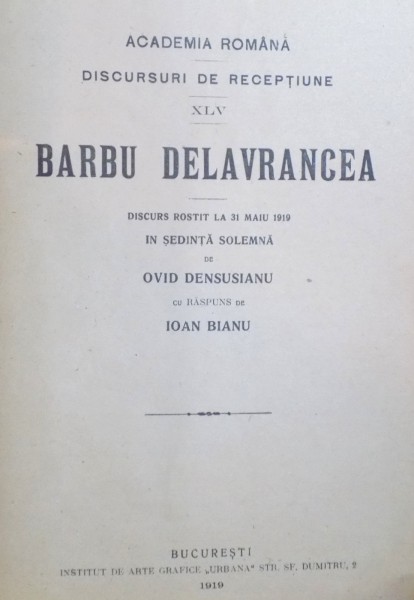 ACADEMIA ROMÂNĂ
DISCURSURI DE RECEPȚIUNE
XLV
BARBU DELAVRANCEA
DISCURS ROSTIT LA 31 MAIU 1919
IN ȘEDINȚĂ SOLEMNĂ
DE
OVID DENSUSIANU
CU RĂSPUNS DE
IOAN BIANU
BUCUREȘTI
INSTITUT DE ARTE GRAFICE „URBANA" STR. SF. DUMITRU, 2
1919